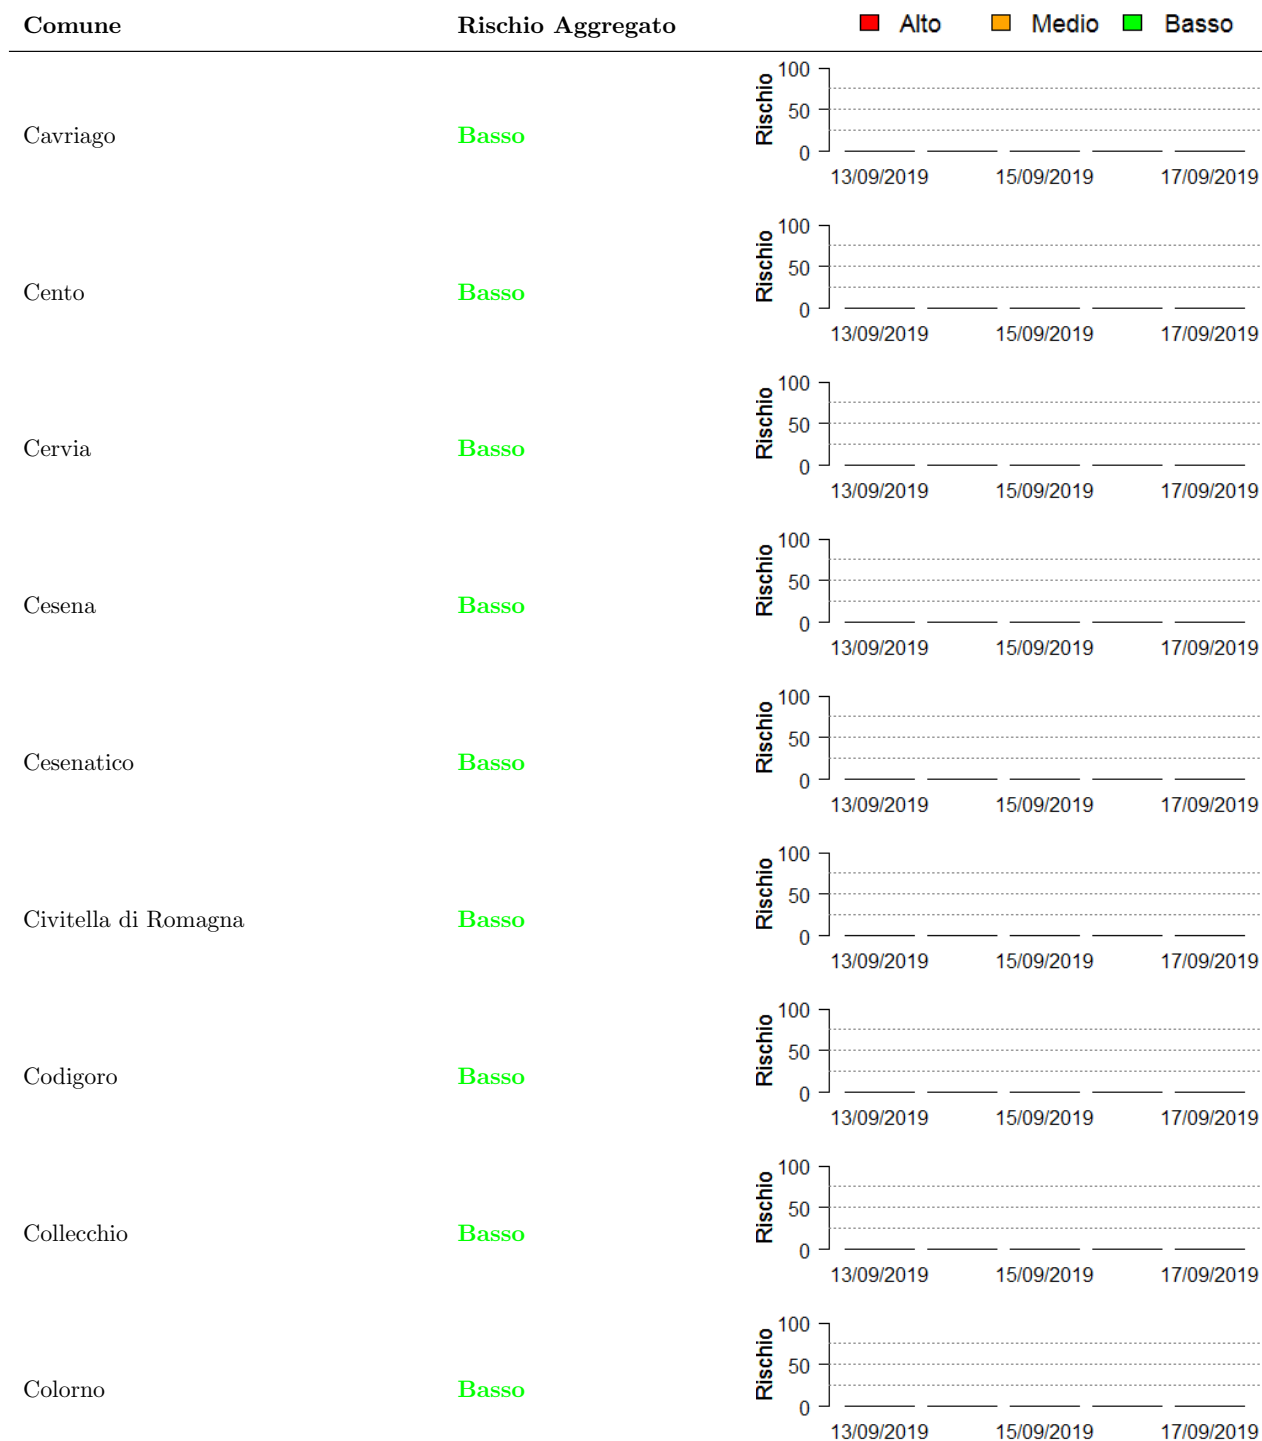 Comune Rischio Aggregato Alto Medio Basso
100
50
0
Rischio
Cavriago Basso
13/09/2019 15/09/2019 17/09/2019
100
50
0
Rischio
Cento Basso
13/09/2019 15/09/2019 17/09/2019
100
50
0
Rischio
Cervia Basso
13/09/2019 15/09/2019 17/09/2019
100
50
0
Rischio
Cesena Basso
13/09/2019 15/09/2019 17/09/2019
100
50
0
Rischio
Cesenatico Basso
13/09/2019 15/09/2019 17/09/2019
100
50
0
Rischio
Civitella di Romagna Basso
13/09/2019 15/09/2019 17/09/2019
100
50
0
Rischio
Codigoro Basso
13/09/2019 15/09/2019 17/09/2019
100
50
0
Rischio
Collecchio Basso
13/09/2019 15/09/2019 17/09/2019
100
50
0
Rischio
Colorno Basso
13/09/2019 15/09/2019 17/09/2019